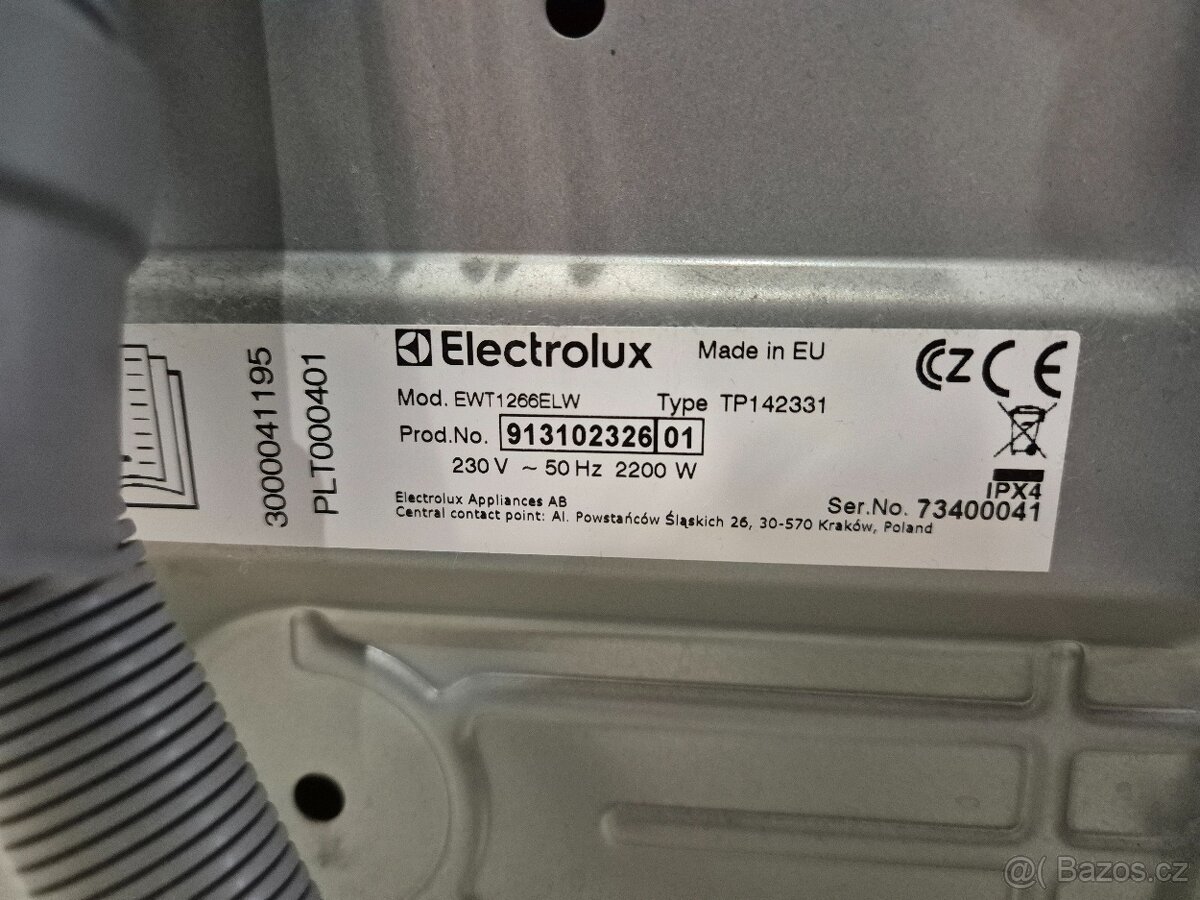 Electrolux Made in EU
CZ CE
Mod. EWT1266ELW Type TP142331
Prod.No. 913102326 01
230 V ~ 50 Hz 2200 W
IPX4
Electrolux Appliances AB
Ser.No. 73400041
Central contact point: Al. Powstańców Śląskich 26, 30-570 Kraków, Poland
3000041195
PLT000401
@( Bazos.cz